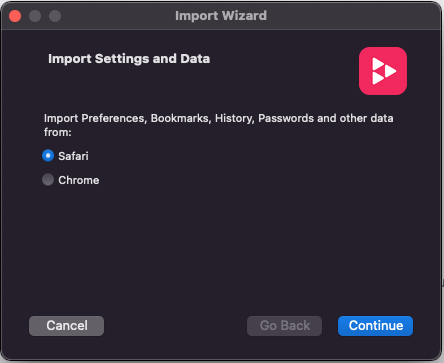 Import Wizard
Import Settings and Data
Import Preferences, Bookmarks, History, Passwords and other data
from:
Safari
Chrome
Cancel
Go Back
Continue